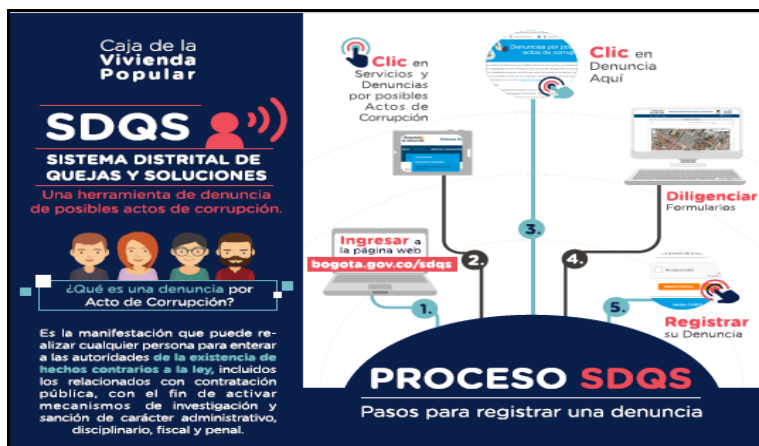 Caja de la
Vivienda
Popular
SDQS
SISTEMA DISTRITAL DE
QUEJAS Y SOLUCIONES
Una herramienta de denuncia
de posibles actos de corrupción.
¿Qué es una denuncia por
Acto de Corrupción?
Es la manifestación que puede re-
alizar cualquier persona para enterar
a las autoridades de la existencia de
hechos contrarios a la ley, incluidos
los relacionados con contratación
pública, con el fin de activar
mecanismos de investigación y
sanción de carácter administrativo,
disciplinario, fiscal y penal.
Clic en
Servicios y
Denuncias
por posibles
Actos de
Corrupción
Denuncias por
actos de
Clic en
Denuncia
Aquí
Diligenciar
Formularios
Ingresar a
la página web
bogota.gov.co/sdqs
1.
2.
3.
4.
5.
Registrar
su Denuncia
PROCESO SDQS
Pasos para registrar una denuncia